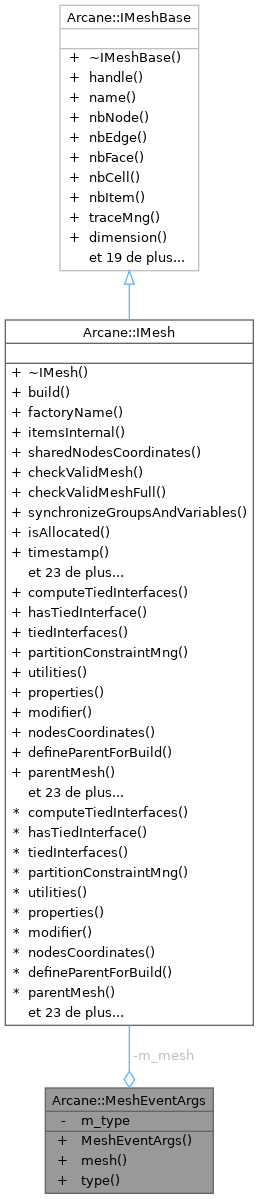 Arcane::IMeshBase
+ ~IMeshBase()
+ handle()
+ name()
+ nbNode()
+ nbEdge()
+ nbFace()
+ nbCell()
+ nbItem()
+ traceMng()
+ dimension()
et 19 de plus...
Arcane::IMesh
+ ~IMesh()
+ build()
+ factoryName()
+ itemsInternal()
+ sharedNodesCoordinates()
+ checkValidMesh()
+ checkValidMeshFull()
+ synchronizeGroupsAndVariables()
+ isAllocated()
+ timestamp()
et 23 de plus...
+ computeTiedInterfaces()
+ hasTiedInterface()
+ tiedInterfaces()
+ partitionConstraintMng()
+ utilities()
+ properties()
+ modifier()
+ nodesCoordinates()
+ defineParentForBuild()
+ parentMesh()
et 23 de plus...
* computeTiedInterfaces()
* hasTiedInterface()
* tiedInterfaces()
* partitionConstraintMng()
* utilities()
* properties()
* modifier()
* nodesCoordinates()
* defineParentForBuild()
* parentMesh()
et 23 de plus...
-m_mesh
Arcane::MeshEventArgs
- m_type
+ MeshEventArgs()
+ mesh()
+ type()